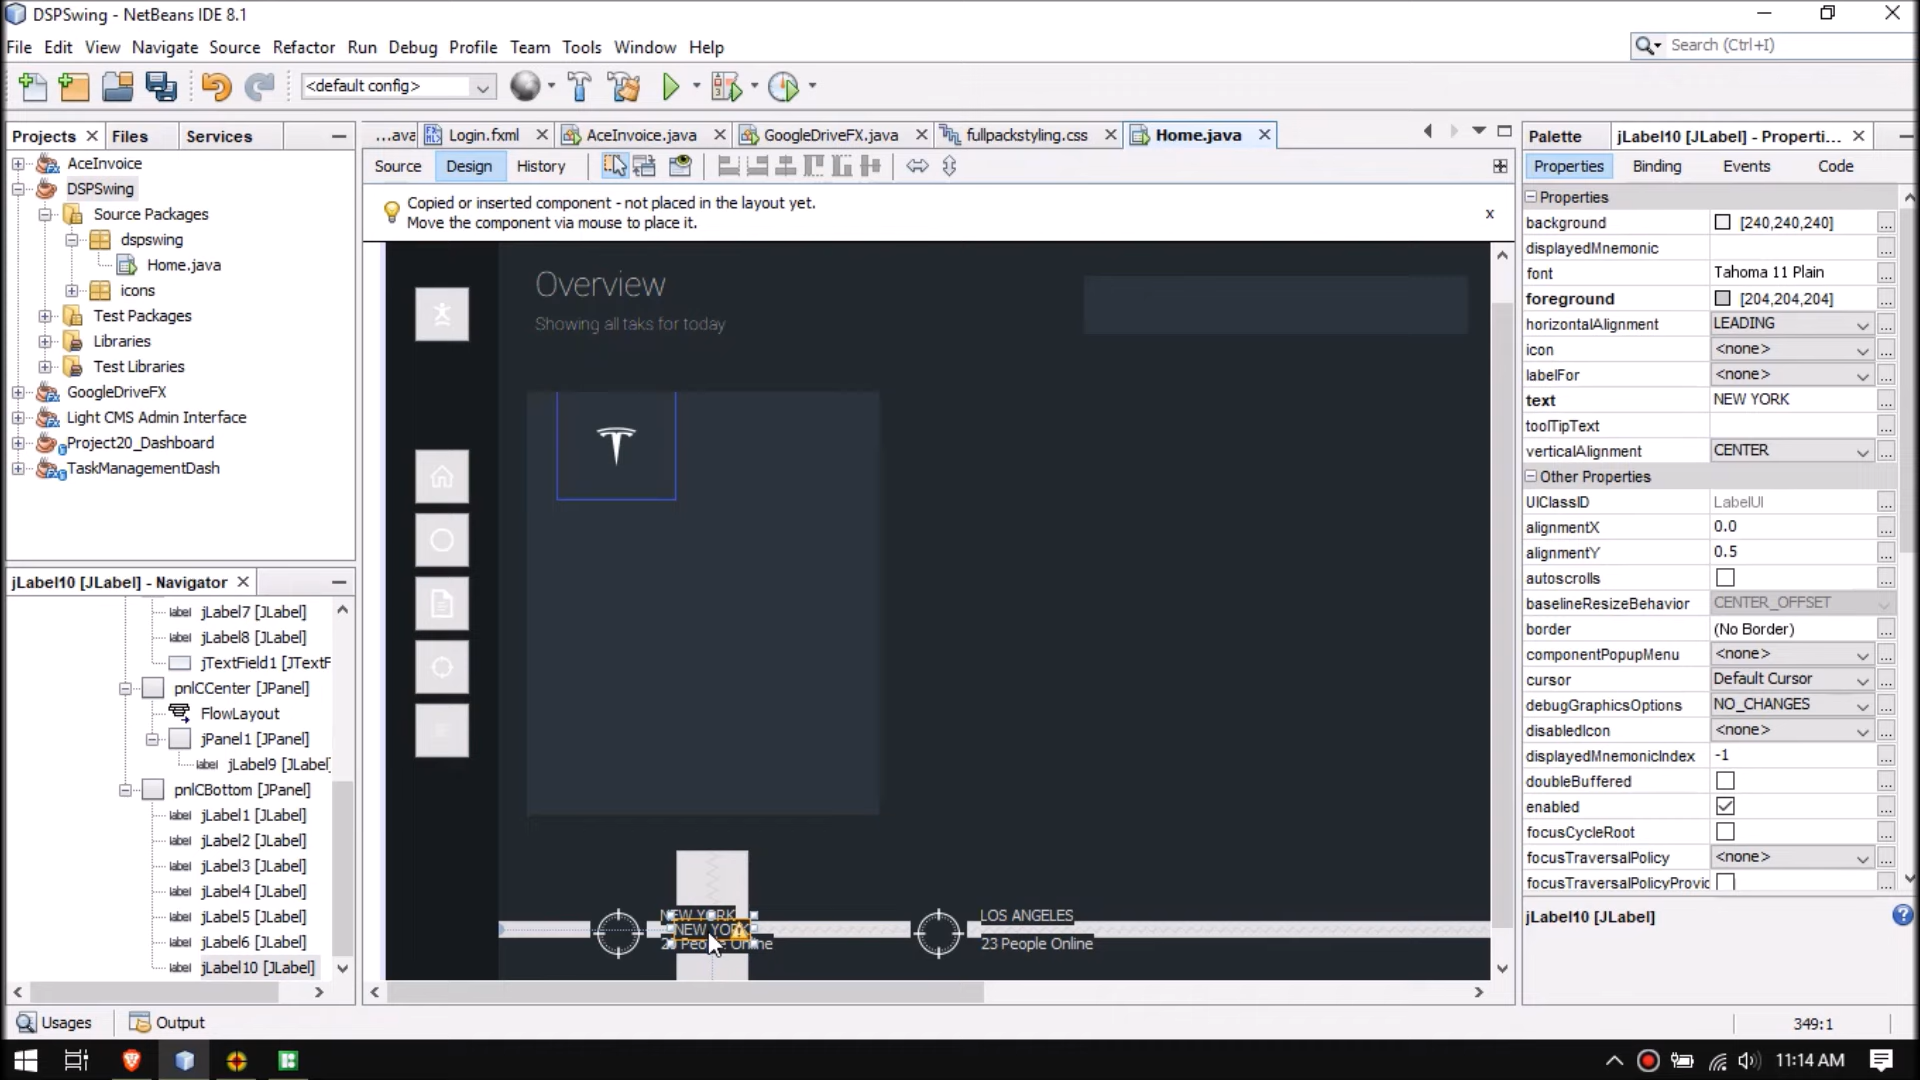 DSPSwing - NetBeans IDE 8.1
File Edit View Navigate Source Refactor Run Debug Profile Team Tools Window Help
Search (Ctrl+I)
<default config>
Projects Files Services
...ava Login.fxml AceInvoice.java GoogleDriveFX.java fullpackstyling.css Home.java
Palette jLabel10 [JLabel] - Properti...
Source Design History
Properties Binding Events Code
AceInvoice
DSPSwing
Source Packages
dspswing
Home.java
icons
Test Packages
Libraries
Test Libraries
GoogleDriveFX
Light CMS Admin Interface
Project20_Dashboard
TaskManagementDash
Copied or inserted component - not placed in the layout yet.
Move the component via mouse to place it.
x
Overview
Showing all taks for today
NEW YORK
NEW YORK
People Online
LOS ANGELES
23 People Online
jLabel10 [JLabel] - Navigator
jLabel7 [JLabel]
jLabel8 [JLabel]
jTextField1 [JTextF
pnlCCenter [JPanel]
FlowLayout
jPanel1 [JPanel]
jLabel9 [JLabel
pnlCBottom [JPanel]
jLabel1 [JLabel]
jLabel2 [JLabel]
jLabel3 [JLabel]
jLabel4 [JLabel]
jLabel5 [JLabel]
jLabel6 [JLabel]
jLabel10 [JLabel]
Properties
background [240,240,240] ...
displayedMnemonic ...
font Tahoma 11 Plain ...
foreground [204,204,204] ...
horizontalAlignment LEADING ...
icon <none> ...
labelFor <none> ...
text NEW YORK ...
toolTipText ...
verticalAlignment CENTER ...
Other Properties
UIClassID LabelUI ...
alignmentX 0.0 ...
alignmentY 0.5 ...
autoscrolls ...
baselineResizeBehavior CENTER_OFFSET ...
border (No Border) ...
componentPopupMenu <none> ...
cursor Default Cursor ...
debugGraphicsOptions NO_CHANGES ...
disabledIcon <none> ...
displayedMnemonicIndex -1 ...
doubleBuffered ...
enabled ...
focusCycleRoot ...
focusTraversalPolicy <none> ...
focusTraversalPolicyProvic ...
jLabel10 [JLabel]
Usages Output
349:1
11:14 AM